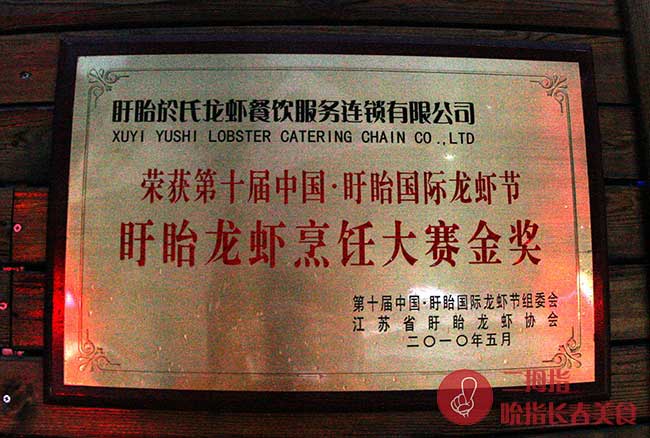 盱眙於氏龙虾餐饮服务连锁有限公司
XUYI YUSHI LOBSTER CATERING CHAIN CO.,LTD
荣获第十届中国·盱眙国际龙虾节
盱眙龙虾烹饪大赛金奖
第十届中国·盱眙国际龙虾节组委会
江苏省盱眙龙虾协会
二〇一〇年五月
拇指
吮指长春美食